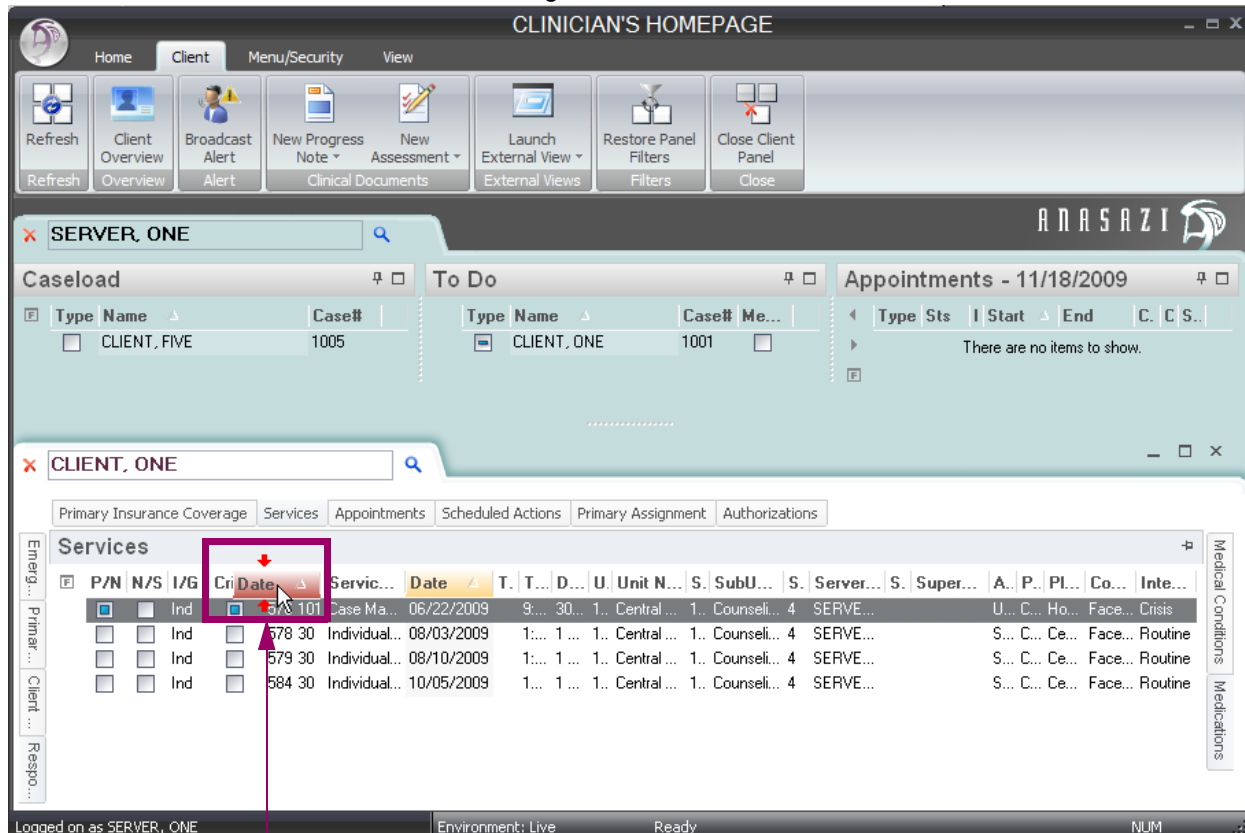 CLINICIAN'S HOMEPAGE
Home Client Menu/Security View
Refresh Client Overview Broadcast Alert New Progress Note New Assessment Launch External View Restore Panel Filters Close Client Panel
Refresh Overview Alert Clinical Documents External Views Filters Close
ANASAZI
SERVER, ONE
Caseload To Do Appointments - 11/18/2009
Type Name Case# Type Name Case# Me... Type Sts I Start End C. C S..
CLIENT, FIVE 1005 CLIENT, ONE 1001 There are no items to show.
CLIENT, ONE
Primary Insurance Coverage Services Appointments Scheduled Actions Primary Assignment Authorizations
Services
P/N N/S I/G Cri Date Servic... Date T. T... D... U. Unit N... S. SubU... S. Server... S. Super... A.. P.. Pl... Co... Inte...
Ind 101 Case Ma... 06/22/2009 9:... 30... 1.. Central ... 1.. Counseli... 4 SERVE... U... C... Ho... Face... Crisis
Ind 578 30 Individual... 08/03/2009 1:... 1 ... 1.. Central ... 1.. Counseli... 4 SERVE... S... C... Ce... Face... Routine
Ind 579 30 Individual... 08/10/2009 1:... 1 ... 1.. Central ... 1.. Counseli... 4 SERVE... S... C... Ce... Face... Routine
Ind 584 30 Individual... 10/05/2009 1... 1 ... 1.. Central ... 1.. Counseli... 4 SERVE... S... C... Ce... Face... Routine
Emerg...
Primar...
Client ...
Respo...
Medical Conditions
Medications
Logged on as SERVER, ONE Environment: Live Ready NUM